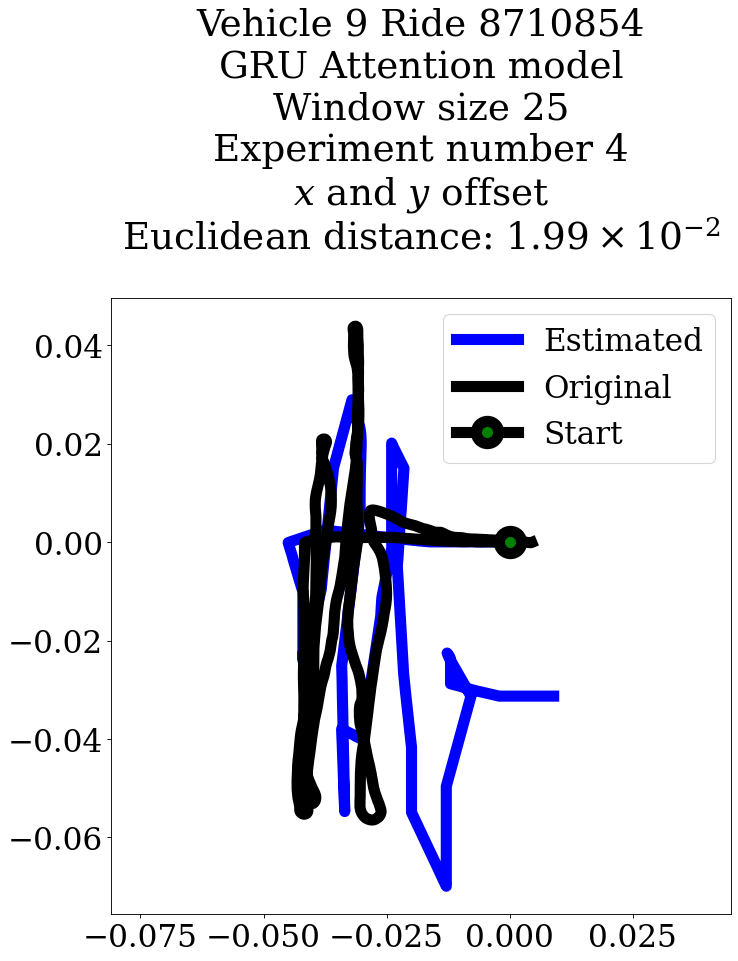 Vehicle 9 Ride 8710854
GRU Attention model
Window size 25
Experiment number 4
x and y offset
Euclidean distance: 1.99 × 10⁻²
Estimated
Original
Start
0.04
0.02
0.00
−0.02
−0.04
−0.06
−0.075 −0.050 −0.025 0.000 0.025